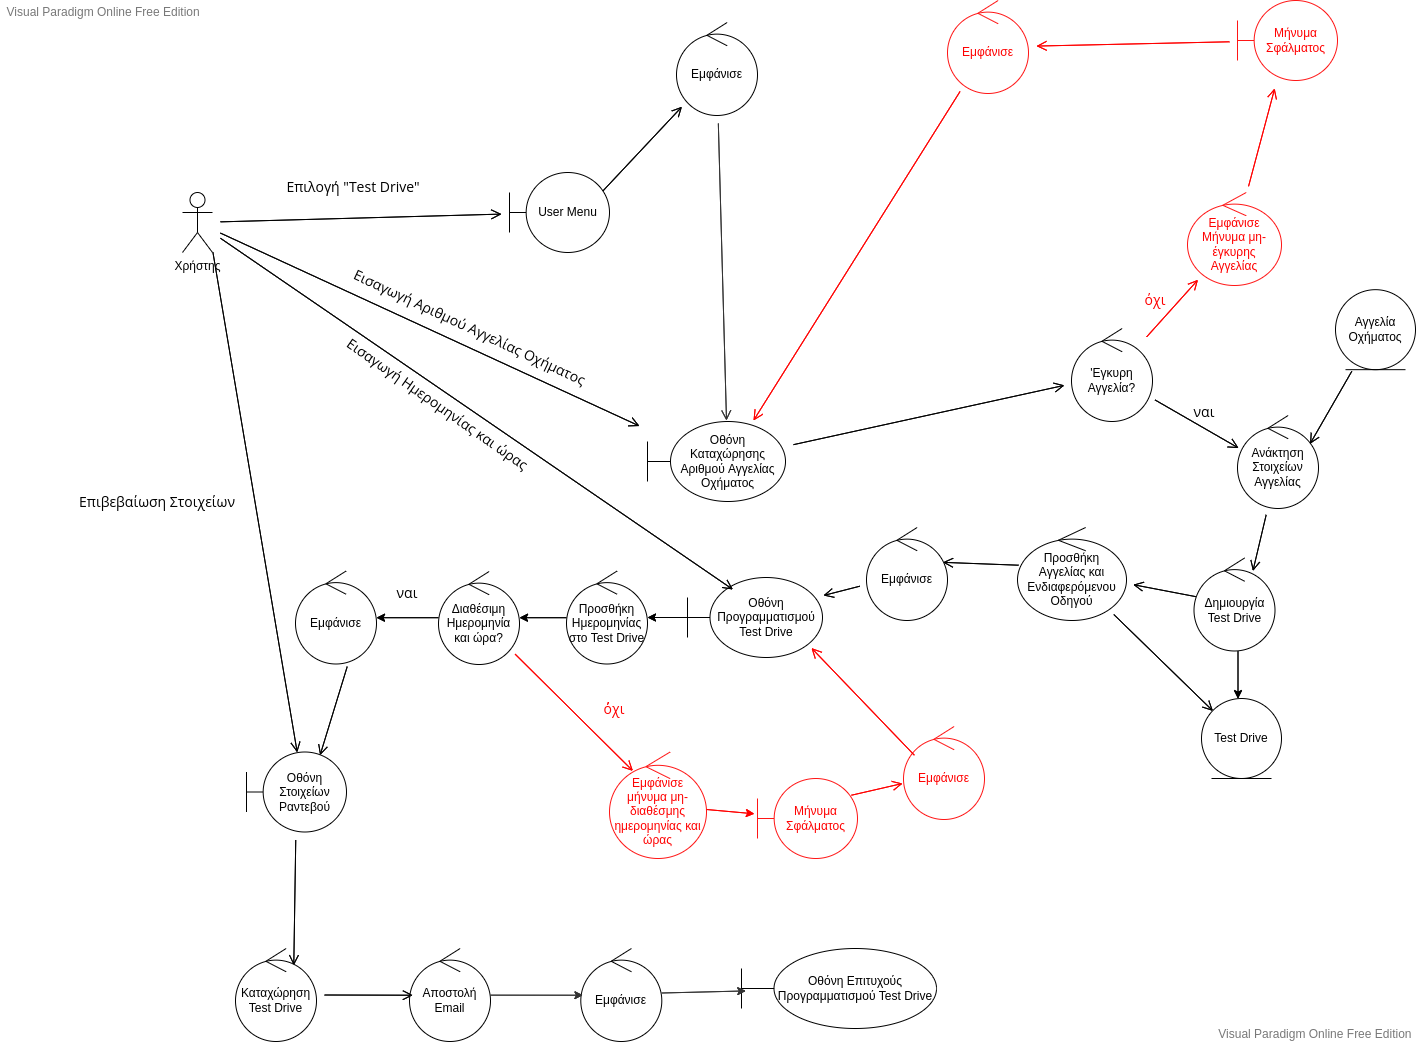 Visual Paradigm Online Free Edition
Εμφάνισε
Μήνυμα
Σφάλματος
Εμφάνισε
Επιλογή "Test Drive"
User Menu
Χρήστης
Εμφάνισε
Μήνυμα μη-
έγκυρης
Αγγελίας
όχι
Εισαγωγή Αριθμού Αγγελίας Οχήματος
Εισαγωγή Ημερομηνίας και ώρας
Αγγελία
Οχήματος
'Εγκυρη
Αγγελία?
ναι
Οθόνη
Καταχώρησης
Αριθμού Αγγελίας
Οχήματος
Ανάκτηση
Στοιχείων
Αγγελίας
Επιβεβαίωση Στοιχείων
Προσθήκη
Αγγελίας και
Ενδιαφερόμενου
Οδηγού
Εμφάνισε
Δημιουργία
Test Drive
Οθόνη
Προγραμματισμού
Test Drive
Προσθήκη
Ημερομηνίας
στο Test Drive
Διαθέσιμη
Ημερομηνία
και ώρα?
ναι
Εμφάνισε
όχι
Test Drive
Οθόνη
Στοιχείων
Ραντεβού
Εμφάνισε
μήνυμα μη-
διαθέσμης
ημερομηνίας και
ώρας
Μήνυμα
Σφάλματος
Εμφάνισε
Καταχώρηση
Test Drive
Αποστολή
Email
Εμφάνισε
Οθόνη Επιτυχούς
Προγραμματισμού Test Drive
Visual Paradigm Online Free Edition